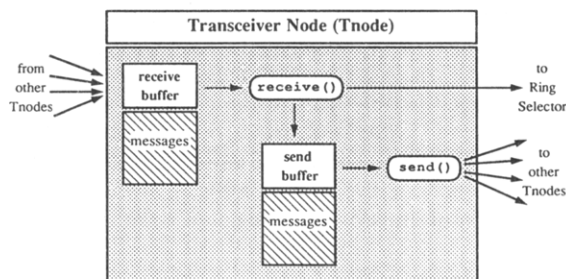 Transceiver Node (Tnode)
from
other
Tnodes
receive
buffer
messages
receive()
to
Ring
Selector
send
buffer
messages
send()
to
other
Tnodes